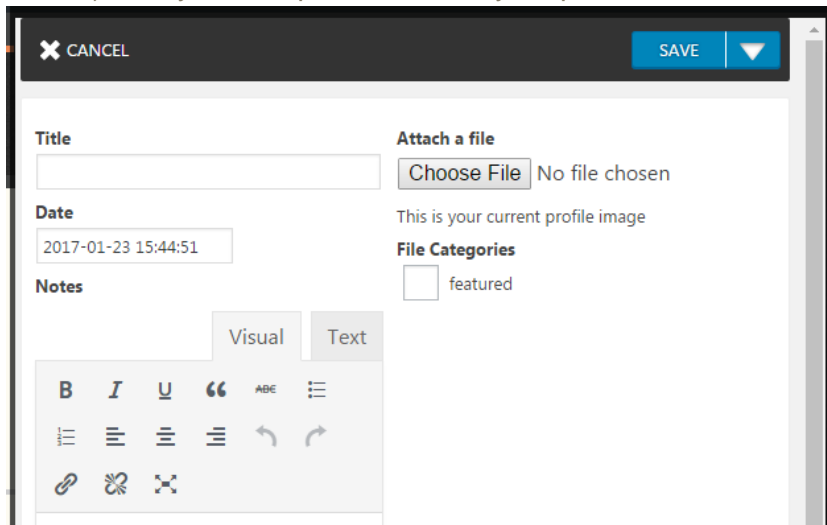 CANCEL
SAVE
Title
Attach a file
Choose File No file chosen
Date
This is your current profile image
2017-01-23 15:44:51
File Categories
featured
Notes
Visual
Text
B I U “ ABC